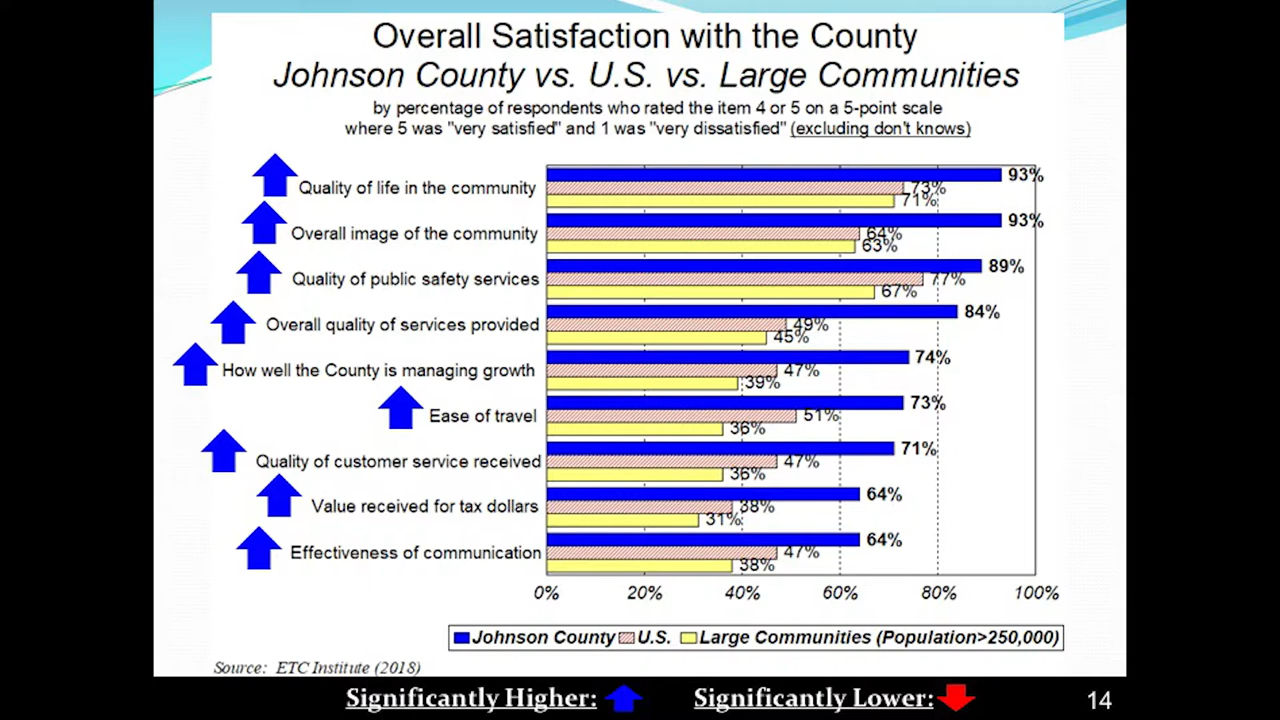 Overall Satisfaction with the County
Johnson County vs. U.S. vs. Large Communities
by percentage of respondents who rated the item 4 or 5 on a 5-point scale
where 5 was "very satisfied" and 1 was "very dissatisfied" (excluding don't knows)
Quality of life in the community
93%
73%
71%
Overall image of the community
93%
64%
63%
Quality of public safety services
89%
77%
67%
Overall quality of services provided
84%
49%
45%
How well the County is managing growth
74%
47%
39%
Ease of travel
73%
51%
36%
Quality of customer service received
71%
47%
36%
Value received for tax dollars
64%
38%
31%
Effectiveness of communication
64%
47%
38%
0% 20% 40% 60% 80% 100%
Johnson County U.S. Large Communities (Population>250,000)
Source: ETC Institute (2018)
Significantly Higher: Significantly Lower: 14